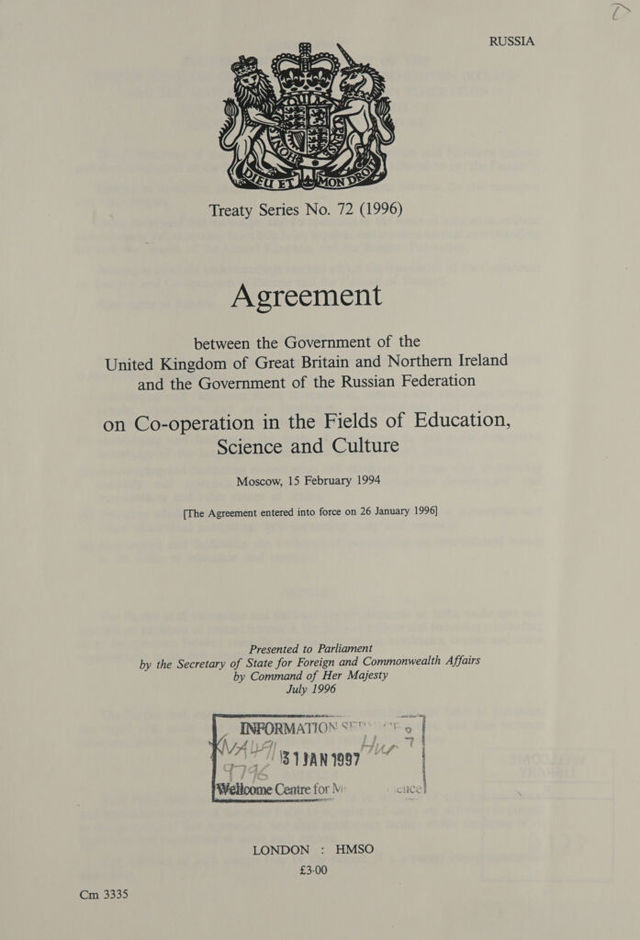 RUSSIA
DIEU ET MON DROIT
Treaty Series No. 72 (1996)
Agreement
between the Government of the
United Kingdom of Great Britain and Northern Ireland
and the Government of the Russian Federation
on Co-operation in the Fields of Education,
Science and Culture
Moscow, 15 February 1994
[The Agreement entered into force on 26 January 1996]
Presented to Parliament
by the Secretary of State for Foreign and Commonwealth Affairs
by Command of Her Majesty
July 1996
INFORMATION
31 JAN 1997
9796
Wellcome Centre for
LONDON : HMSO
£3·00
Cm 3335